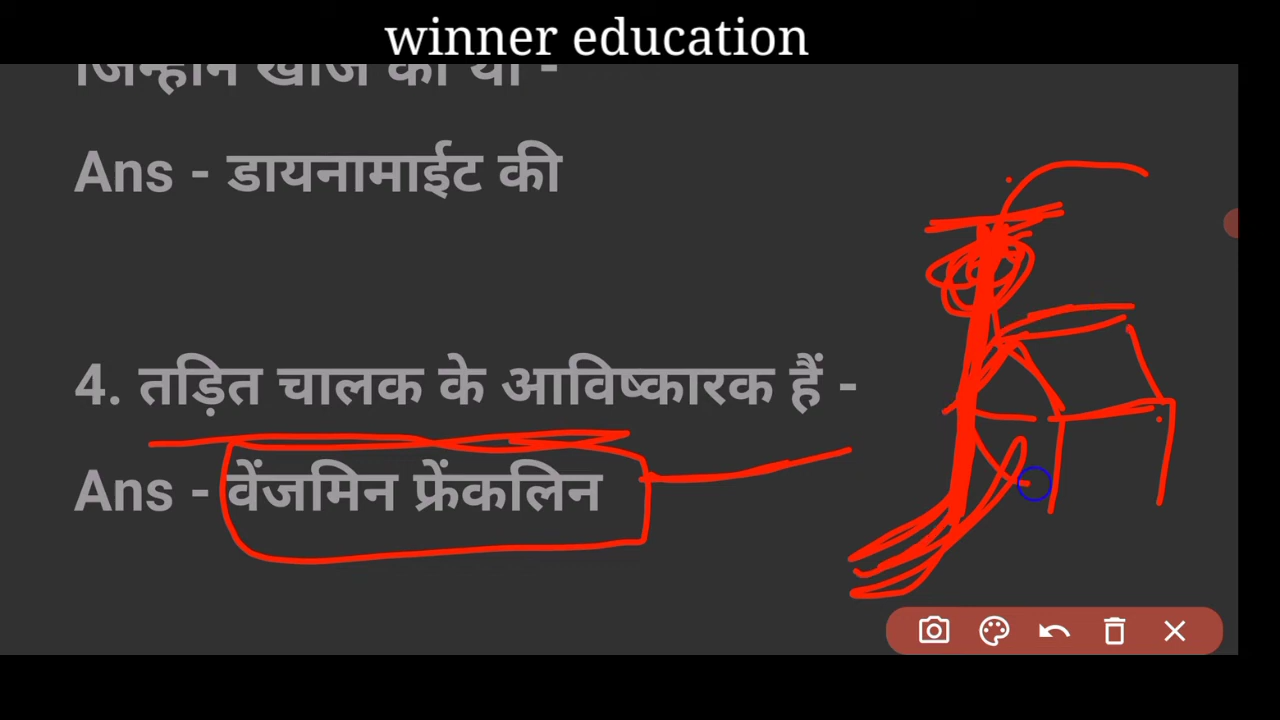 winner education
जिन्होंने खोज की थी -
Ans - डायनामाईट की
4. तड़ित चालक के आविष्कारक हैं -
Ans - वेंजमिन फ्रेंकलिन